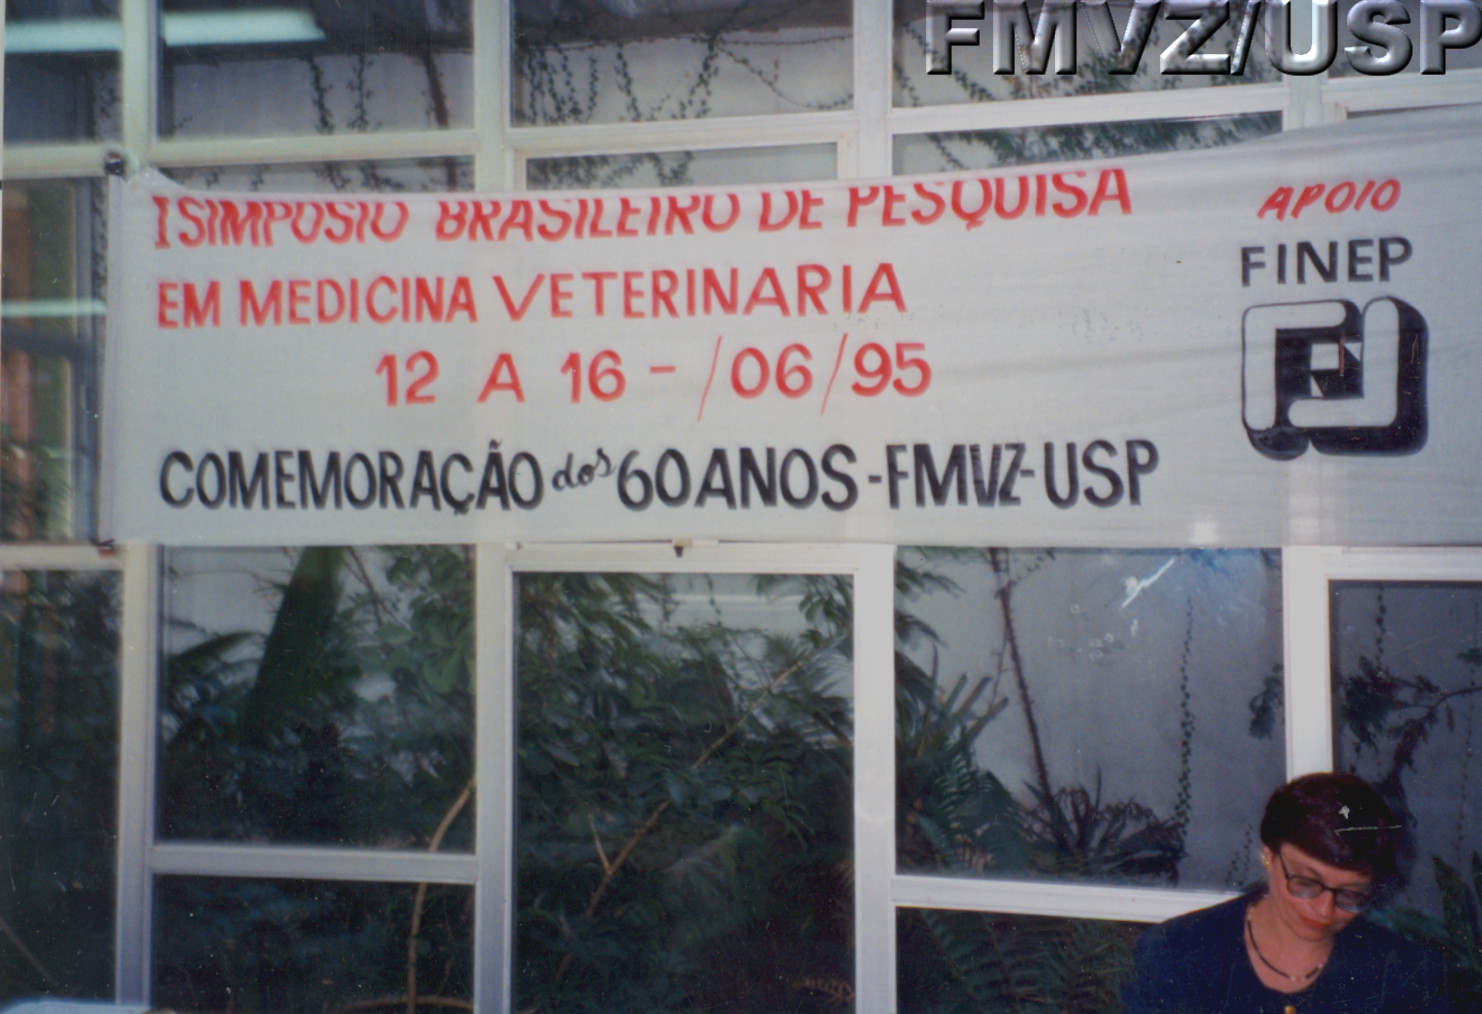 FMVZ/USP
I SIMPOSIO BRASILEIRO DE PESQUISA
EM MEDICINA VETERINARIA
12 A 16 - /06/95
COMEMORAÇÃO dos 60 ANOS - FMVZ - USP
APOIO
FINEP